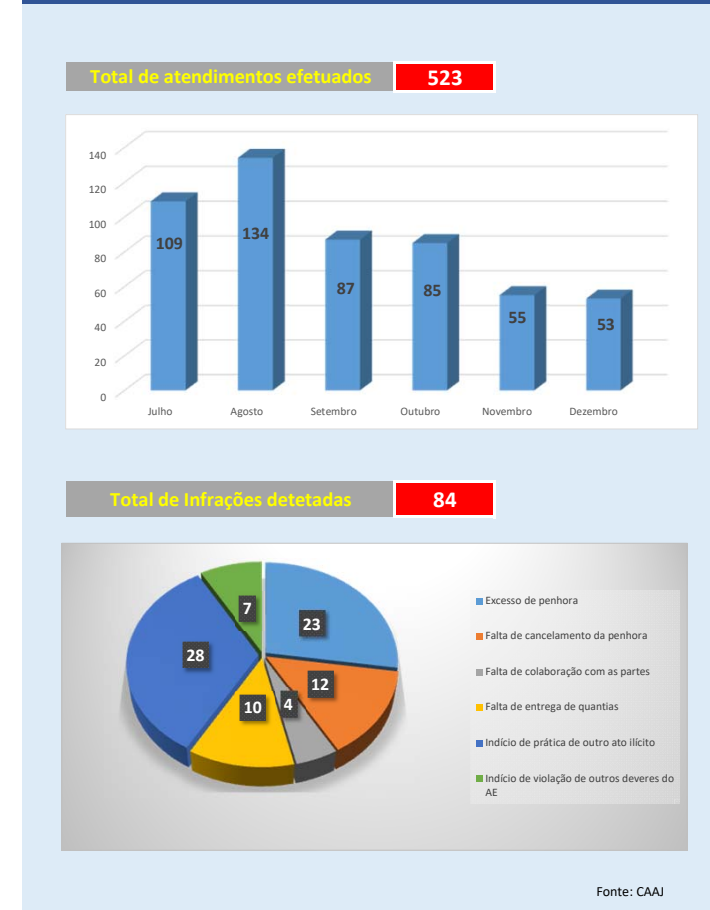 Total de atendimentos efetuados 523
140
120
100
80
60
40
20
0
109
134
87
85
55
53
Julho Agosto Setembro Outubro Novembro Dezembro
Total de Infrações detetadas 84
7
23
28
12
10
4
Excesso de penhora
Falta de cancelamento da penhora
Falta de colaboração com as partes
Falta de entrega de quantias
Indício de prática de outro ato ilícito
Indício de violação de outros deveres do
AE
Fonte: CAAJ